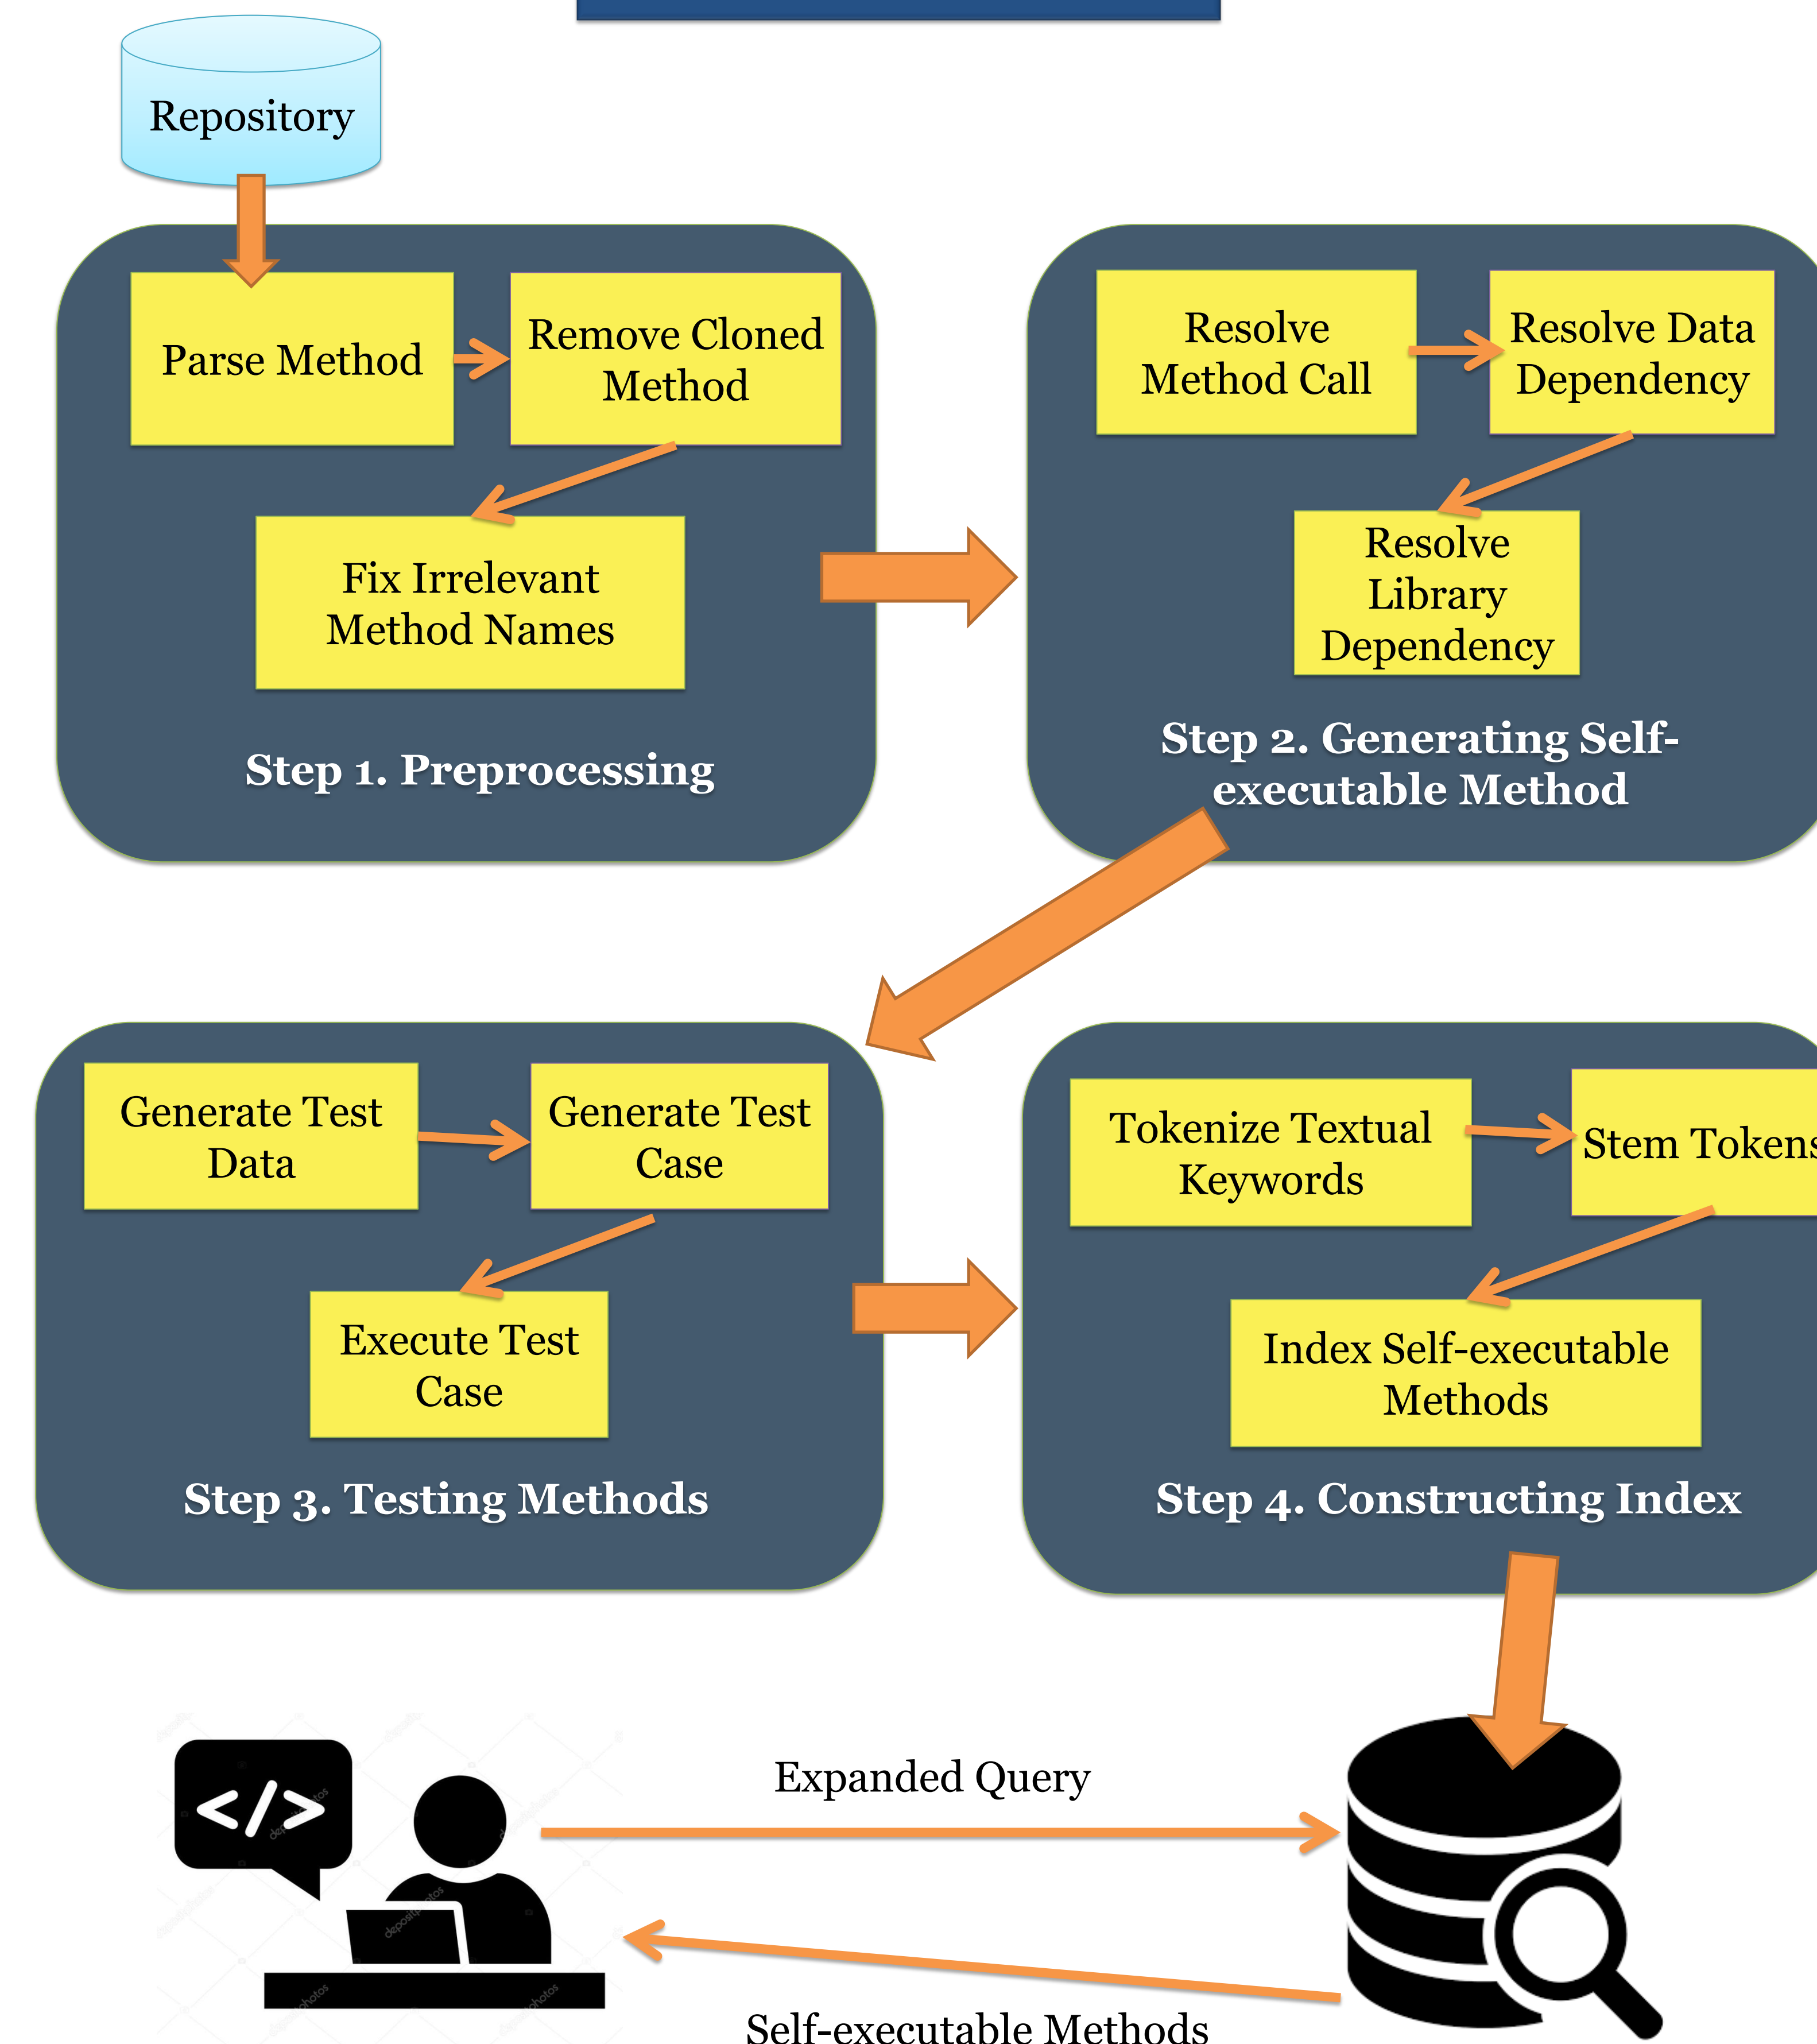 Repository
Parse Method
Remove Cloned
Method
Fix Irrelevant
Method Names
Step 1. Preprocessing
Resolve
Method Call
Resolve Data
Dependency
Resolve
Library
Dependency
Step 2. Generating Self-
executable Method
Generate Test
Data
Generate Test
Case
Execute Test
Case
Step 3. Testing Methods
Tokenize Textual
Keywords
Stem Tokens
Index Self-executable
Methods
Step 4. Constructing Index
</>
Expanded Query
Self-executable Methods
depositphotos